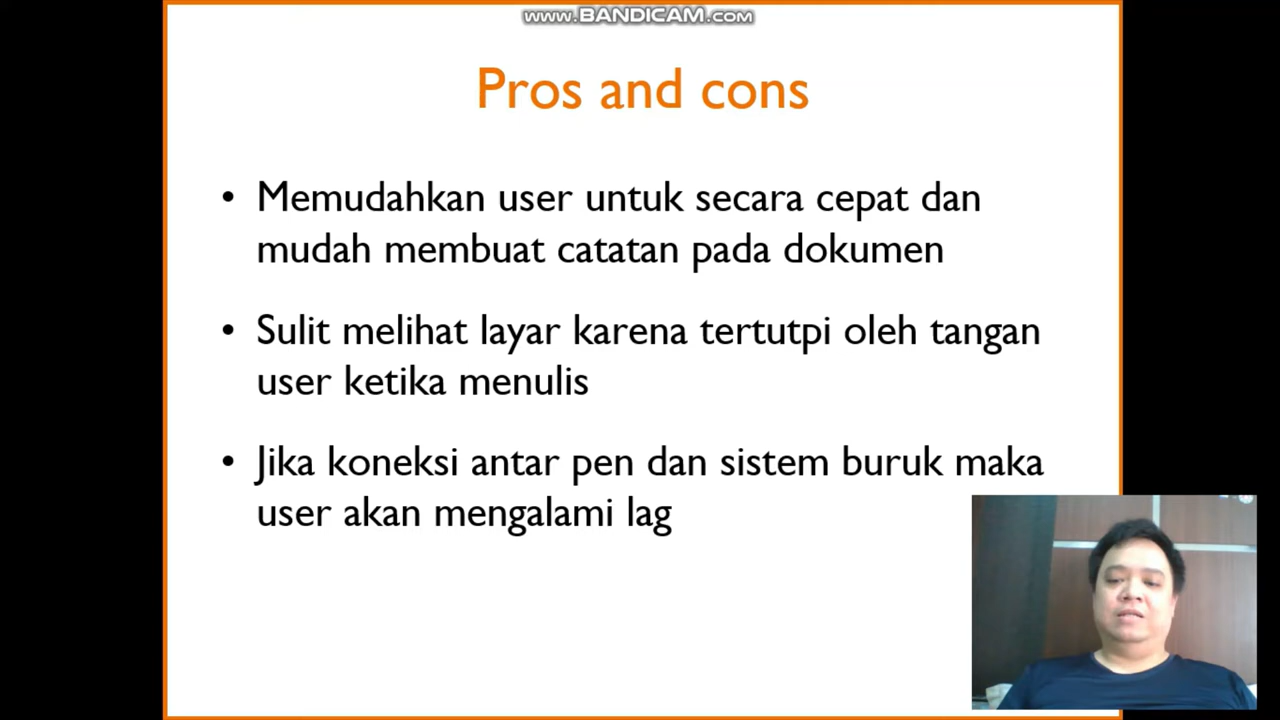 www.BANDICAM.com
Pros and cons
• Memudahkan user untuk secara cepat dan
mudah membuat catatan pada dokumen
• Sulit melihat layar karena tertutpi oleh tangan
user ketika menulis
• Jika koneksi antar pen dan sistem buruk maka
user akan mengalami lag